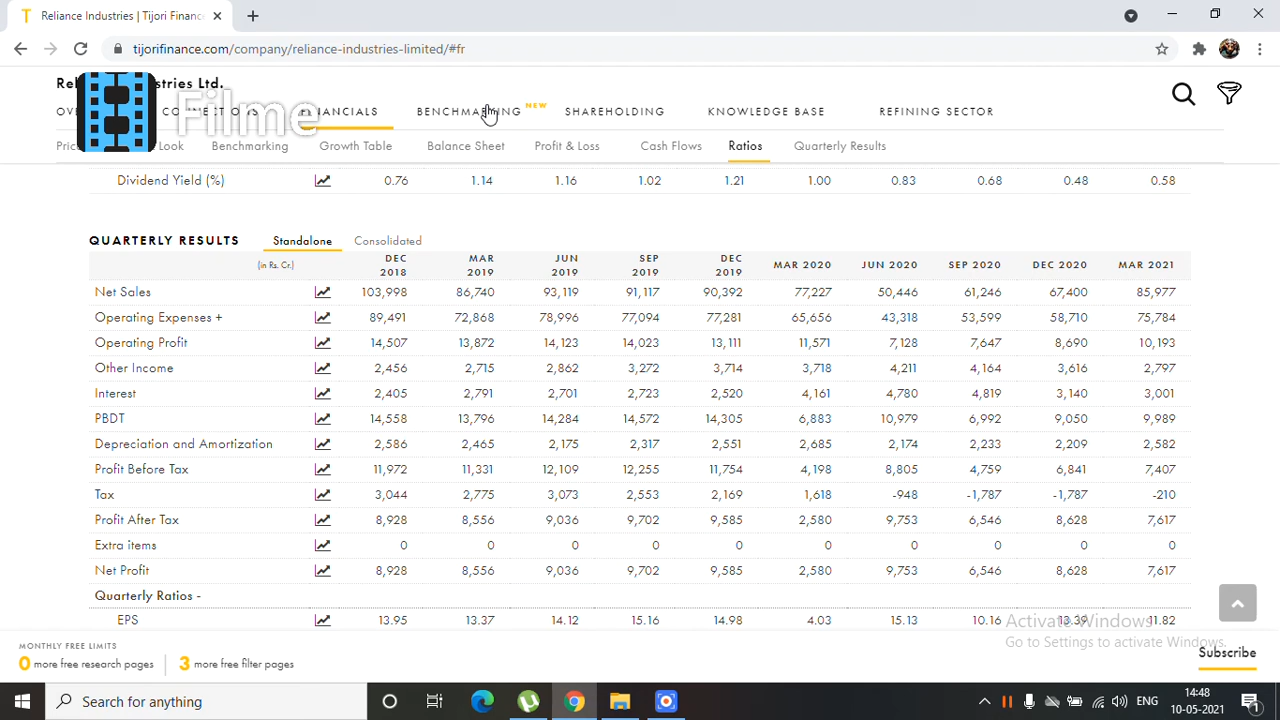 Reliance Industries | Tijori Financ
tijorifinance.com/company/reliance-industries-limited/#fr
Rel stries Ltd.
Filme
FINANCIALS BENCHMARKING NEW SHAREHOLDING KNOWLEDGE BASE REFINING SECTOR
Look Benchmarking Growth Table Balance Sheet Profit & Loss Cash Flows Ratios Quarterly Results
Dividend Yield (%) 0.76 1.14 1.16 1.02 1.21 1.00 0.83 0.68 0.48 0.58
QUARTERLY RESULTS Standalone Consolidated
(in Rs. Cr.) DEC 2018 MAR 2019 JUN 2019 SEP 2019 DEC 2019 MAR 2020 JUN 2020 SEP 2020 DEC 2020 MAR 2021
Net Sales 103,998 86,740 93,119 91,117 90,392 77,227 50,446 61,246 67,400 85,977
Operating Expenses + 89,491 72,868 78,996 77,094 77,281 65,656 43,318 53,599 58,710 75,784
Operating Profit 14,507 13,872 14,123 14,023 13,111 11,571 7,128 7,647 8,690 10,193
Other Income 2,456 2,715 2,862 3,272 3,714 3,718 4,211 4,164 3,616 2,797
Interest 2,405 2,791 2,701 2,723 2,520 4,161 4,780 4,819 3,140 3,001
PBDT 14,558 13,796 14,284 14,572 14,305 6,883 10,979 6,992 9,050 9,989
Depreciation and Amortization 2,586 2,465 2,175 2,317 2,551 2,685 2,174 2,233 2,209 2,582
Profit Before Tax 11,972 11,331 12,109 12,255 11,754 4,198 8,805 4,759 6,841 7,407
Tax 3,044 2,775 3,073 2,553 2,169 1,618 -948 -1,787 -1,787 -210
Profit After Tax 8,928 8,556 9,036 9,702 9,585 2,580 9,753 6,546 8,628 7,617
Extra items 0 0 0 0 0 0 0 0 0 0
Net Profit 8,928 8,556 9,036 9,702 9,585 2,580 9,753 6,546 8,628 7,617
Quarterly Ratios -
EPS 13.95 13.37 14.12 15.16 14.98 4.03 15.13 10.16 13.39 11.82
Activate Windows
Go to Settings to activate Windows.
MONTHLY FREE LIMITS
0 more free research pages 3 more free filter pages
Subscribe
Search for anything
ENG
14:48
10-05-2021
1